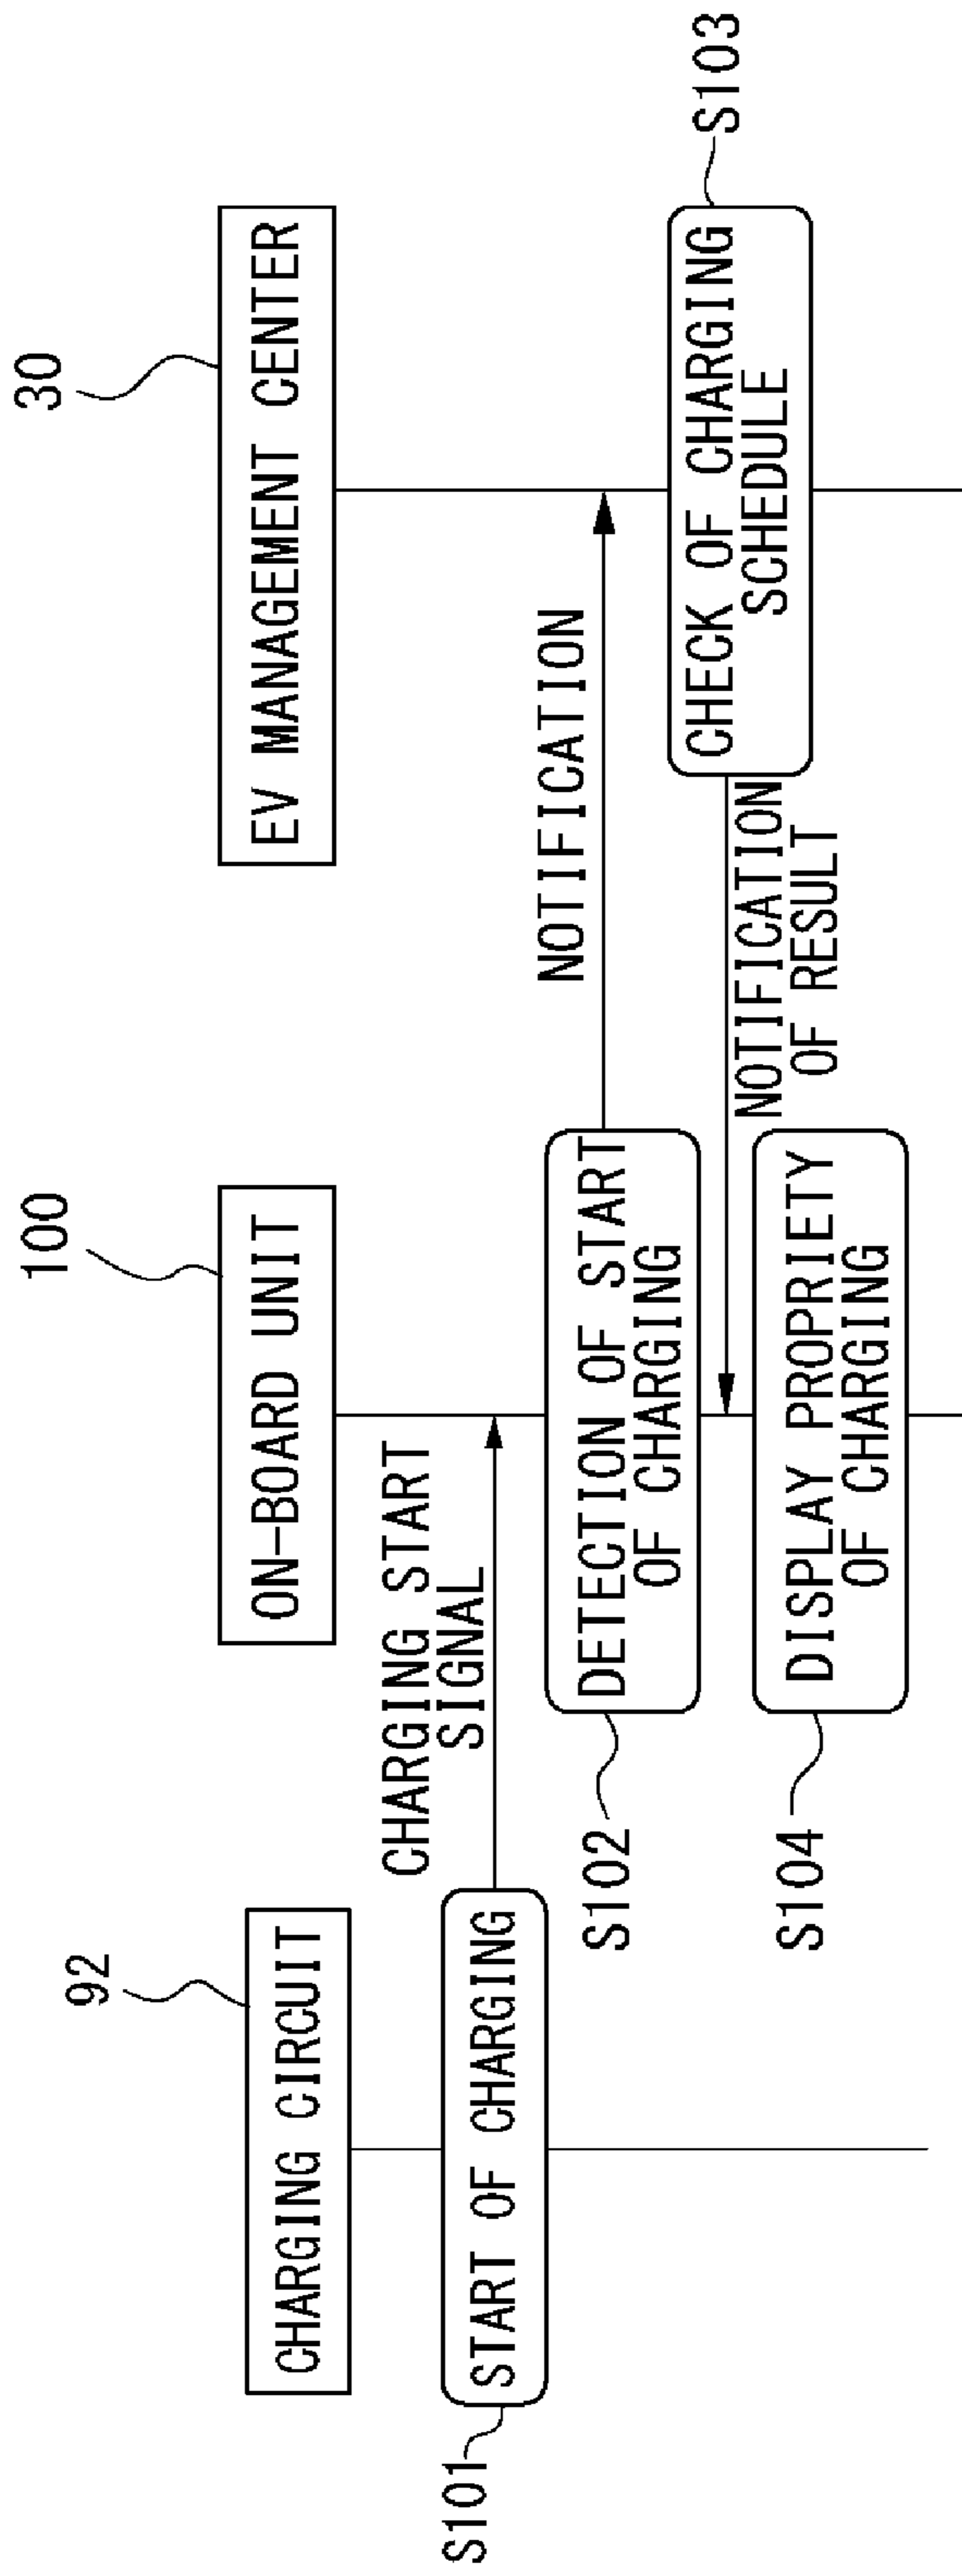 92
100
30
CHARGING CIRCUIT
ON-BOARD UNIT
EV MANAGEMENT CENTER
CHARGING START
SIGNAL
START OF CHARGING
S101
NOTIFICATION
DETECTION OF START
OF CHARGING
S102
CHECK OF CHARGING
SCHEDULE
S103
NOTIFICATION
OF RESULT
DISPLAY PROPRIETY
OF CHARGING
S104